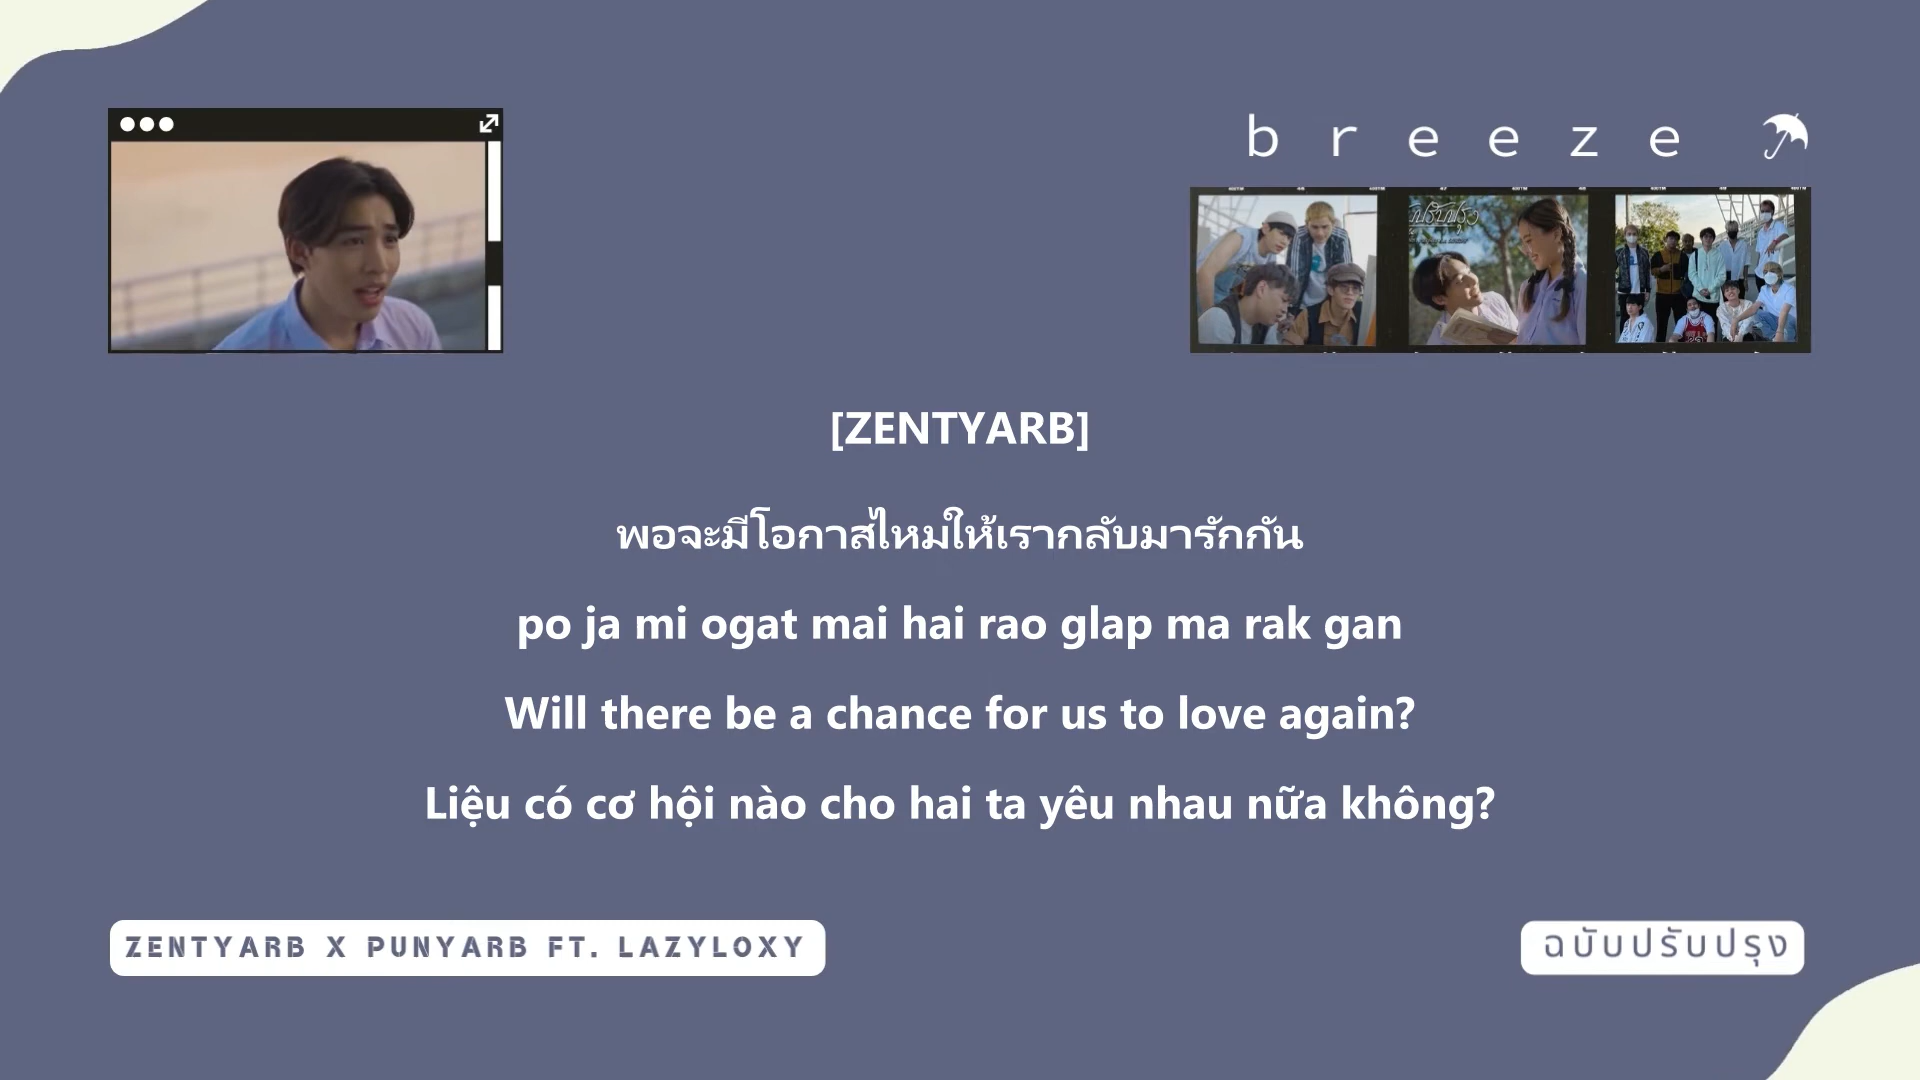 b r e e z e
[ZENTYARB]
พอจะมีโอกาสไหมให้เรากลับมารักกัน
po ja mi ogat mai hai rao glap ma rak gan
Will there be a chance for us to love again?
Liệu có cơ hội nào cho hai ta yêu nhau nữa không?
ZENTYARB X PUNYARB FT. LAZYLOXY
ฉบับปรับปรุง